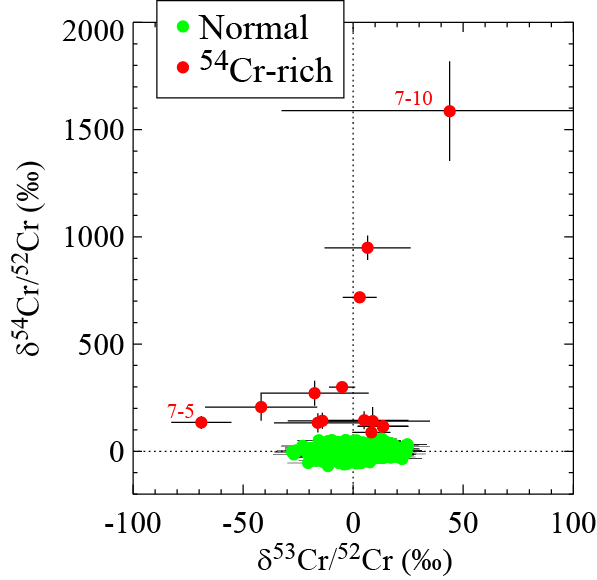 Normal
⁵⁴Cr-rich
2000
1500
1000
500
0
δ⁵⁴Cr/⁵²Cr (‰)
7-10
7-5
-100 -50 0 50 100
δ⁵³Cr/⁵²Cr (‰)